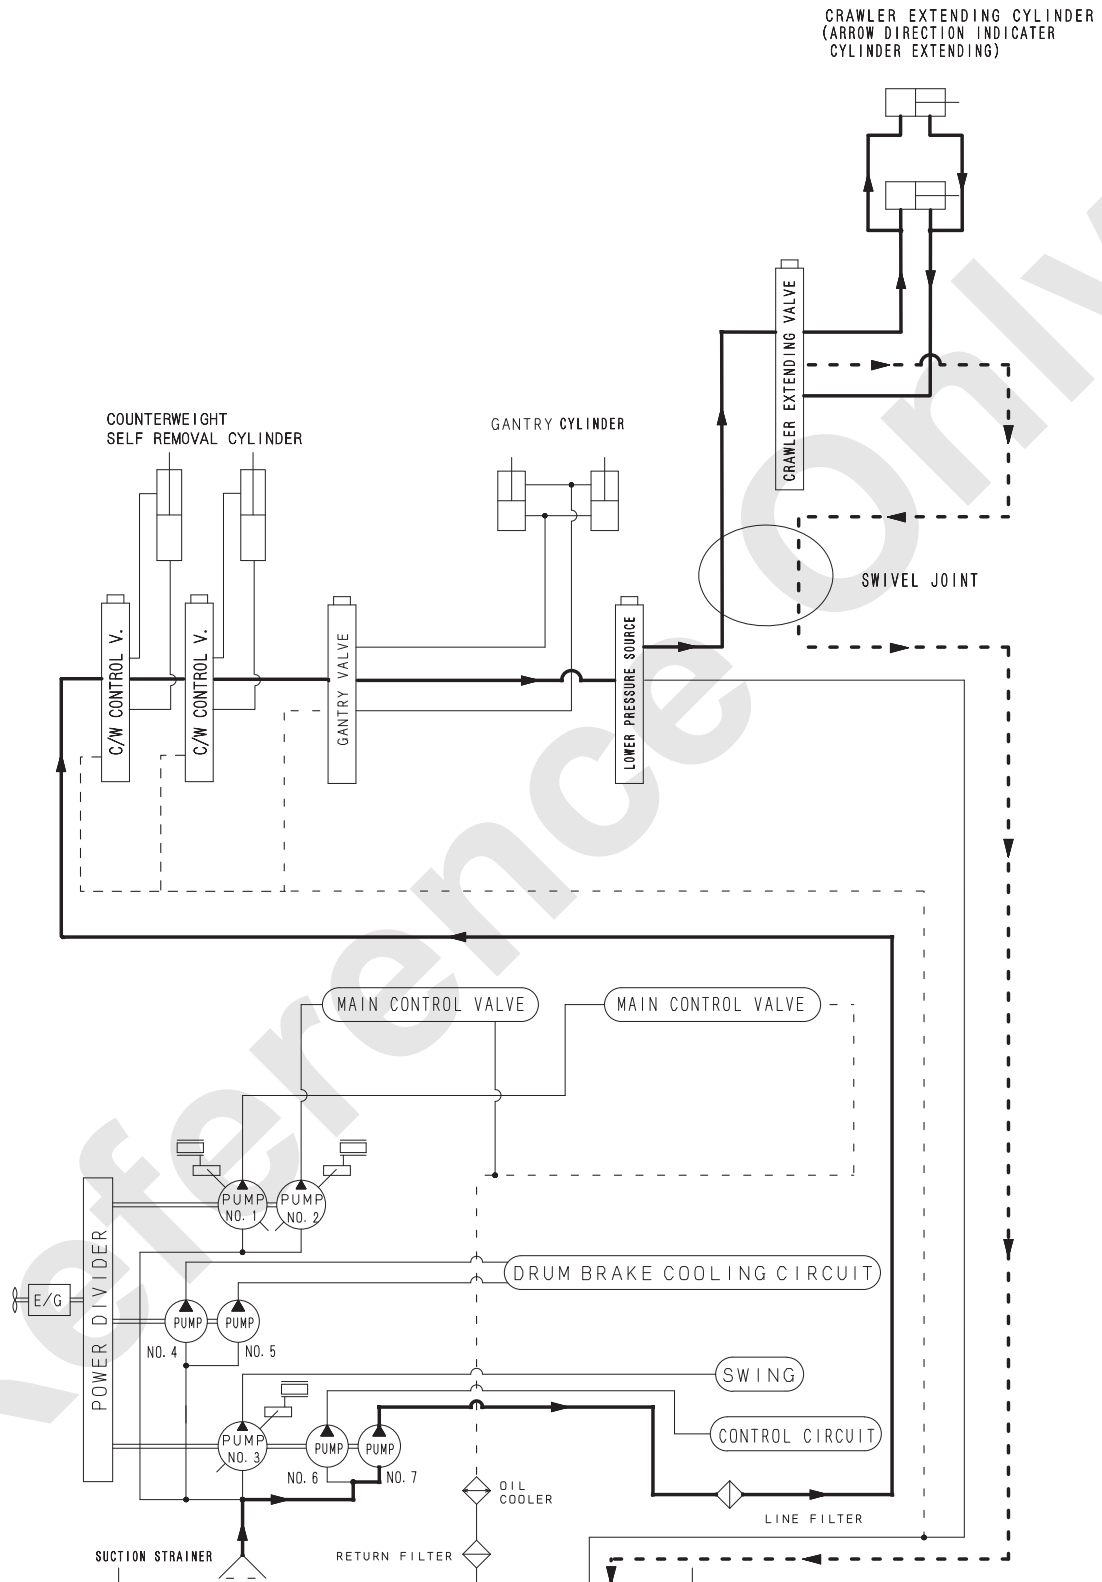 CRAWLER EXTENDING CYLINDER
(ARROW DIRECTION INDICATER
CYLINDER EXTENDING)
CRAWLER EXTENDING VALVE
COUNTERWEIGHT
SELF REMOVAL CYLINDER
GANTRY CYLINDER
SWIVEL JOINT
C/W CONTROL V.
C/W CONTROL V.
GANTRY VALVE
LOWER PRESSURE SOURCE
MAIN CONTROL VALVE
MAIN CONTROL VALVE
PUMP
NO. 1
PUMP
NO. 2
POWER DIVIDER
E/G
DRUM BRAKE COOLING CIRCUIT
PUMP
NO. 4
PUMP
NO. 5
SWING
CONTROL CIRCUIT
PUMP
NO. 3
PUMP
NO. 6
PUMP
NO. 7
OIL
COOLER
LINE FILTER
SUCTION STRAINER
RETURN FILTER
Reference Only